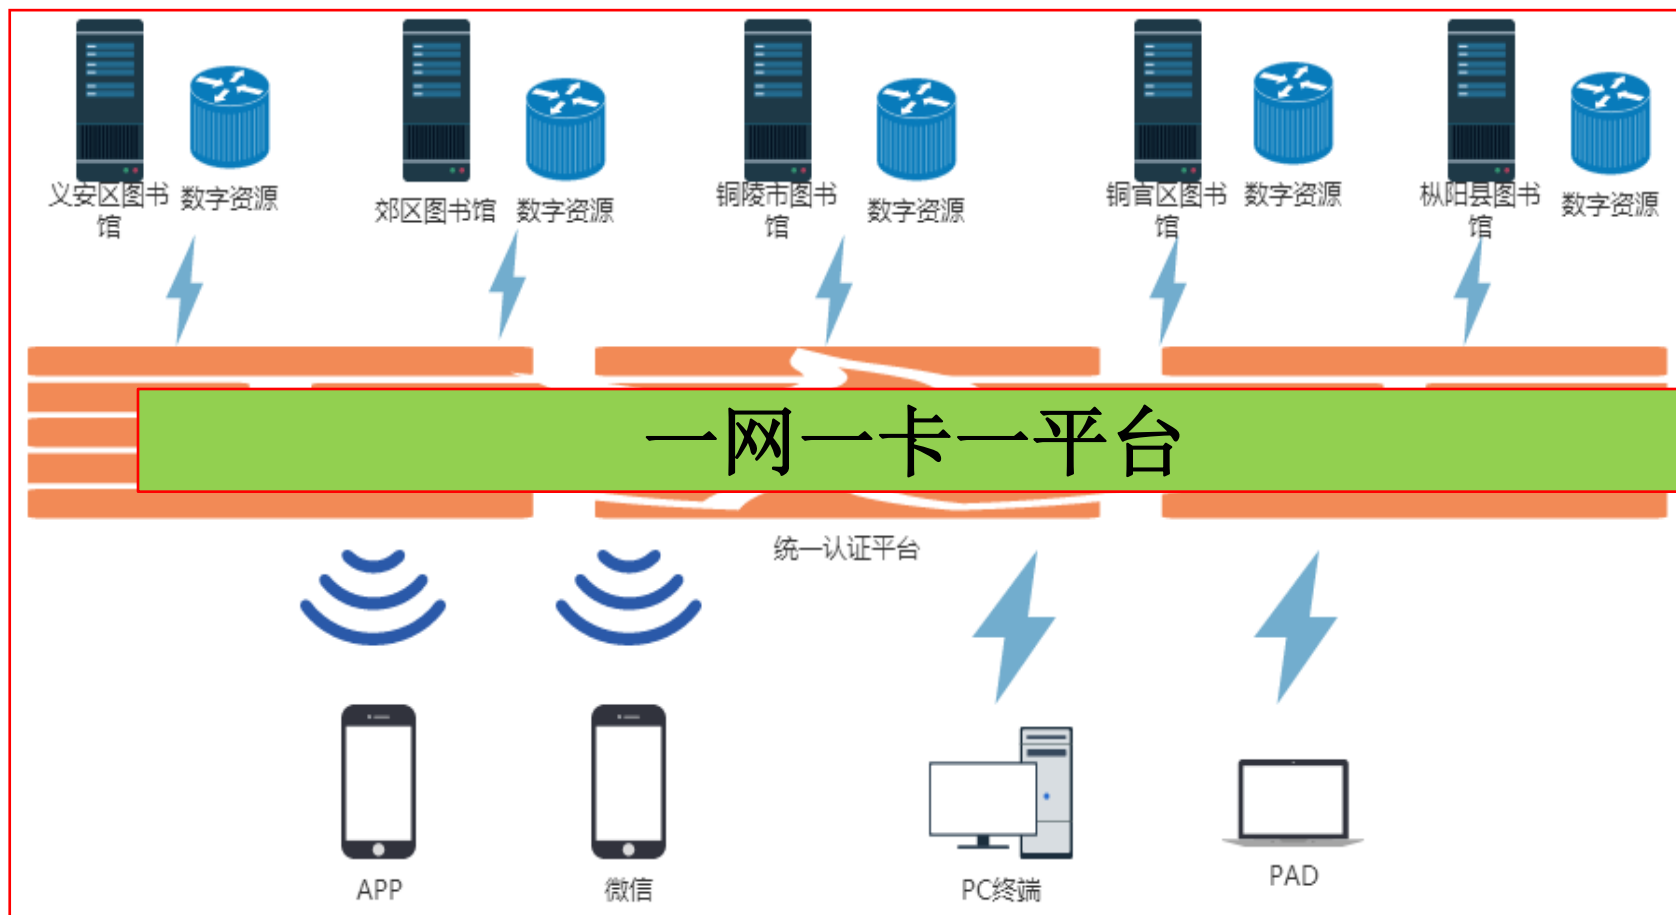 义安区图书
馆
数字资源
郊区图书馆
数字资源
铜陵市图书
馆
数字资源
铜官区图书
馆
数字资源
枞阳县图书
馆
数字资源
一网一卡一平台
统一认证平台
APP
微信
PC终端
PAD